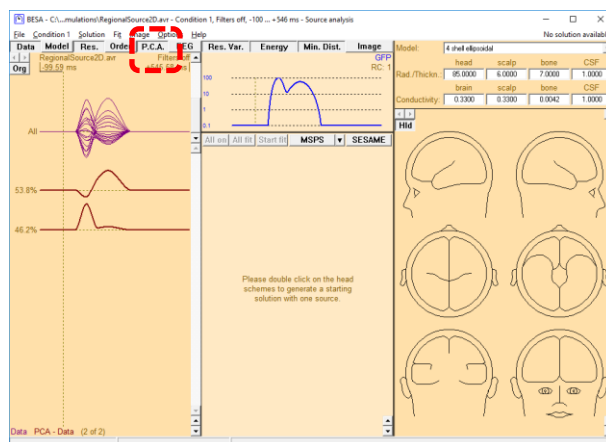 BESA - C:\...mulations\RegionalSource2D.avr - Condition 1, Filters off, -100 ... +546 ms - Source analysis
File Condition 1 Solution Fit Image Options Help No solution available
Data Model Res. Order P.C.A. EEG Res. Var. Energy Min. Dist. Image
RegionalSource2D.avr Filters off
-99.59 ms
Org
GFP
RC: 1
100
10
1
0.1
All
53.8%
46.2%
All on All fit Start fit MSPS SESAME
Please double click on the head
schemes to generate a starting
solution with one source.
Data PCA - Data (2 of 2)
Model: 4 shell ellipsoidal
head scalp bone CSF
Rad./Thickn.: 85.0000 6.0000 7.0000 1.0000
brain scalp bone CSF
Conductivity: 0.3300 0.3300 0.0042 1.0000
Hld